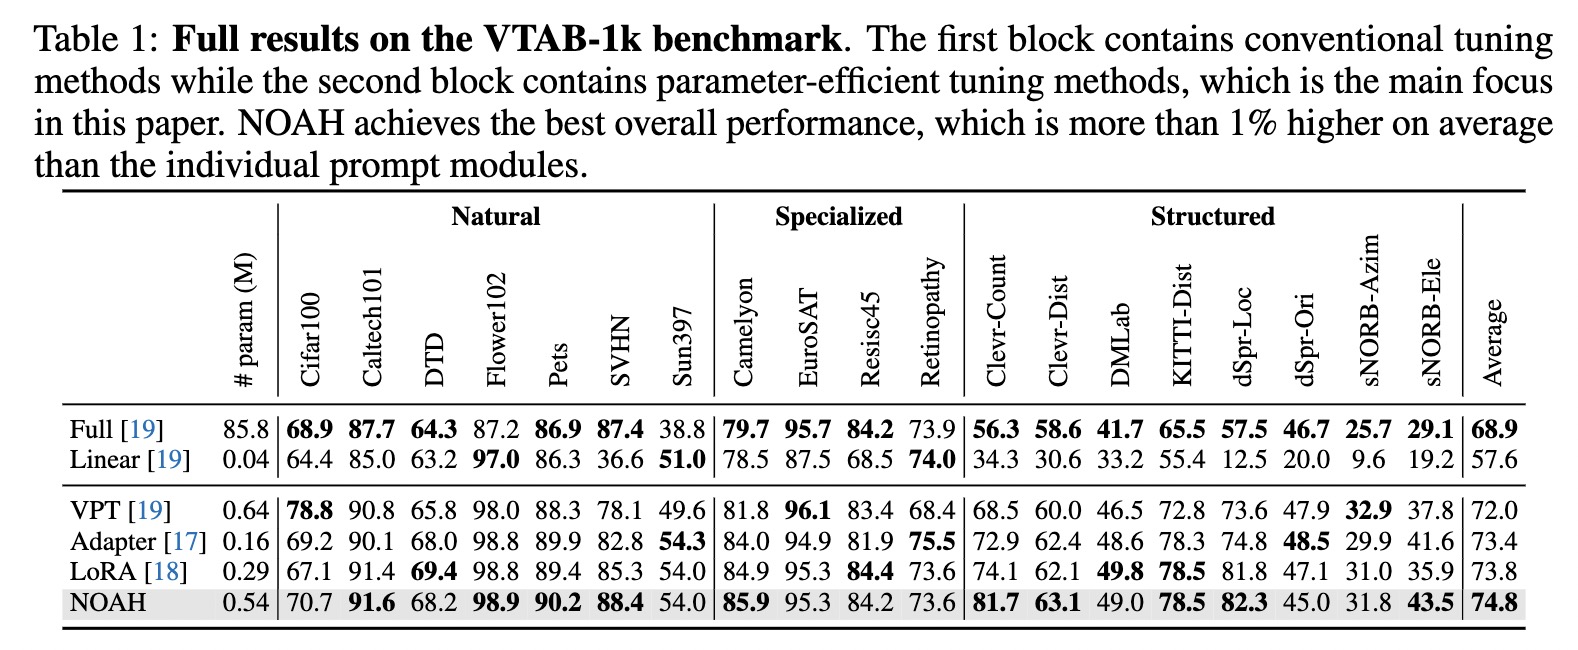 Table 1: Full results on the VTAB-1k benchmark. The first block contains conventional tuning
methods while the second block contains parameter-efficient tuning methods, which is the main focus
in this paper. NOAH achieves the best overall performance, which is more than 1% higher on average
than the individual prompt modules.
Natural Specialized Structured
# param (M) Cifar100 Caltech101 DTD Flower102 Pets SVHN Sun397 Camelyon EuroSAT Resisc45 Retinopathy Clevr-Count Clevr-Dist DMLab KITTI-Dist dSpr-Loc dSpr-Ori sNORB-Azim sNORB-Ele Average
Full [19] 85.8 68.9 87.7 64.3 87.2 86.9 87.4 38.8 79.7 95.7 84.2 73.9 56.3 58.6 41.7 65.5 57.5 46.7 25.7 29.1 68.9
Linear [19] 0.04 64.4 85.0 63.2 97.0 86.3 36.6 51.0 78.5 87.5 68.5 74.0 34.3 30.6 33.2 55.4 12.5 20.0 9.6 19.2 57.6
VPT [19] 0.64 78.8 90.8 65.8 98.0 88.3 78.1 49.6 81.8 96.1 83.4 68.4 68.5 60.0 46.5 72.8 73.6 47.9 32.9 37.8 72.0
Adapter [17] 0.16 69.2 90.1 68.0 98.8 89.9 82.8 54.3 84.0 94.9 81.9 75.5 72.9 62.4 48.6 78.3 74.8 48.5 29.9 41.6 73.4
LoRA [18] 0.29 67.1 91.4 69.4 98.8 89.4 85.3 54.0 84.9 95.3 84.4 73.6 74.1 62.1 49.8 78.5 81.8 47.1 31.0 35.9 73.8
NOAH 0.54 70.7 91.6 68.2 98.9 90.2 88.4 54.0 85.9 95.3 84.2 73.6 81.7 63.1 49.0 78.5 82.3 45.0 31.8 43.5 74.8